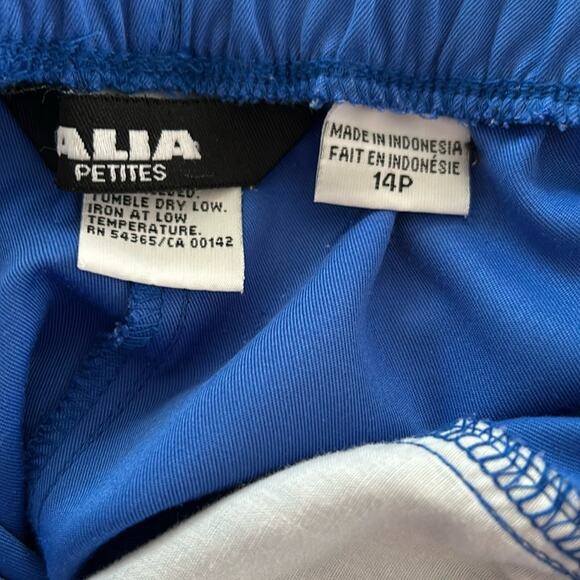 ALIA
PETITES
TUMBLE DRY LOW.
IRON AT LOW
TEMPERATURE.
RN 54365/CA 00142
MADE IN INDONESIA
FAIT EN INDONÉSIE
14P